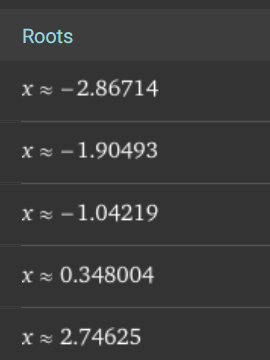 Roots
x ≈ −2.86714
x ≈ −1.90493
x ≈ −1.04219
x ≈ 0.348004
x ≈ 2.74625